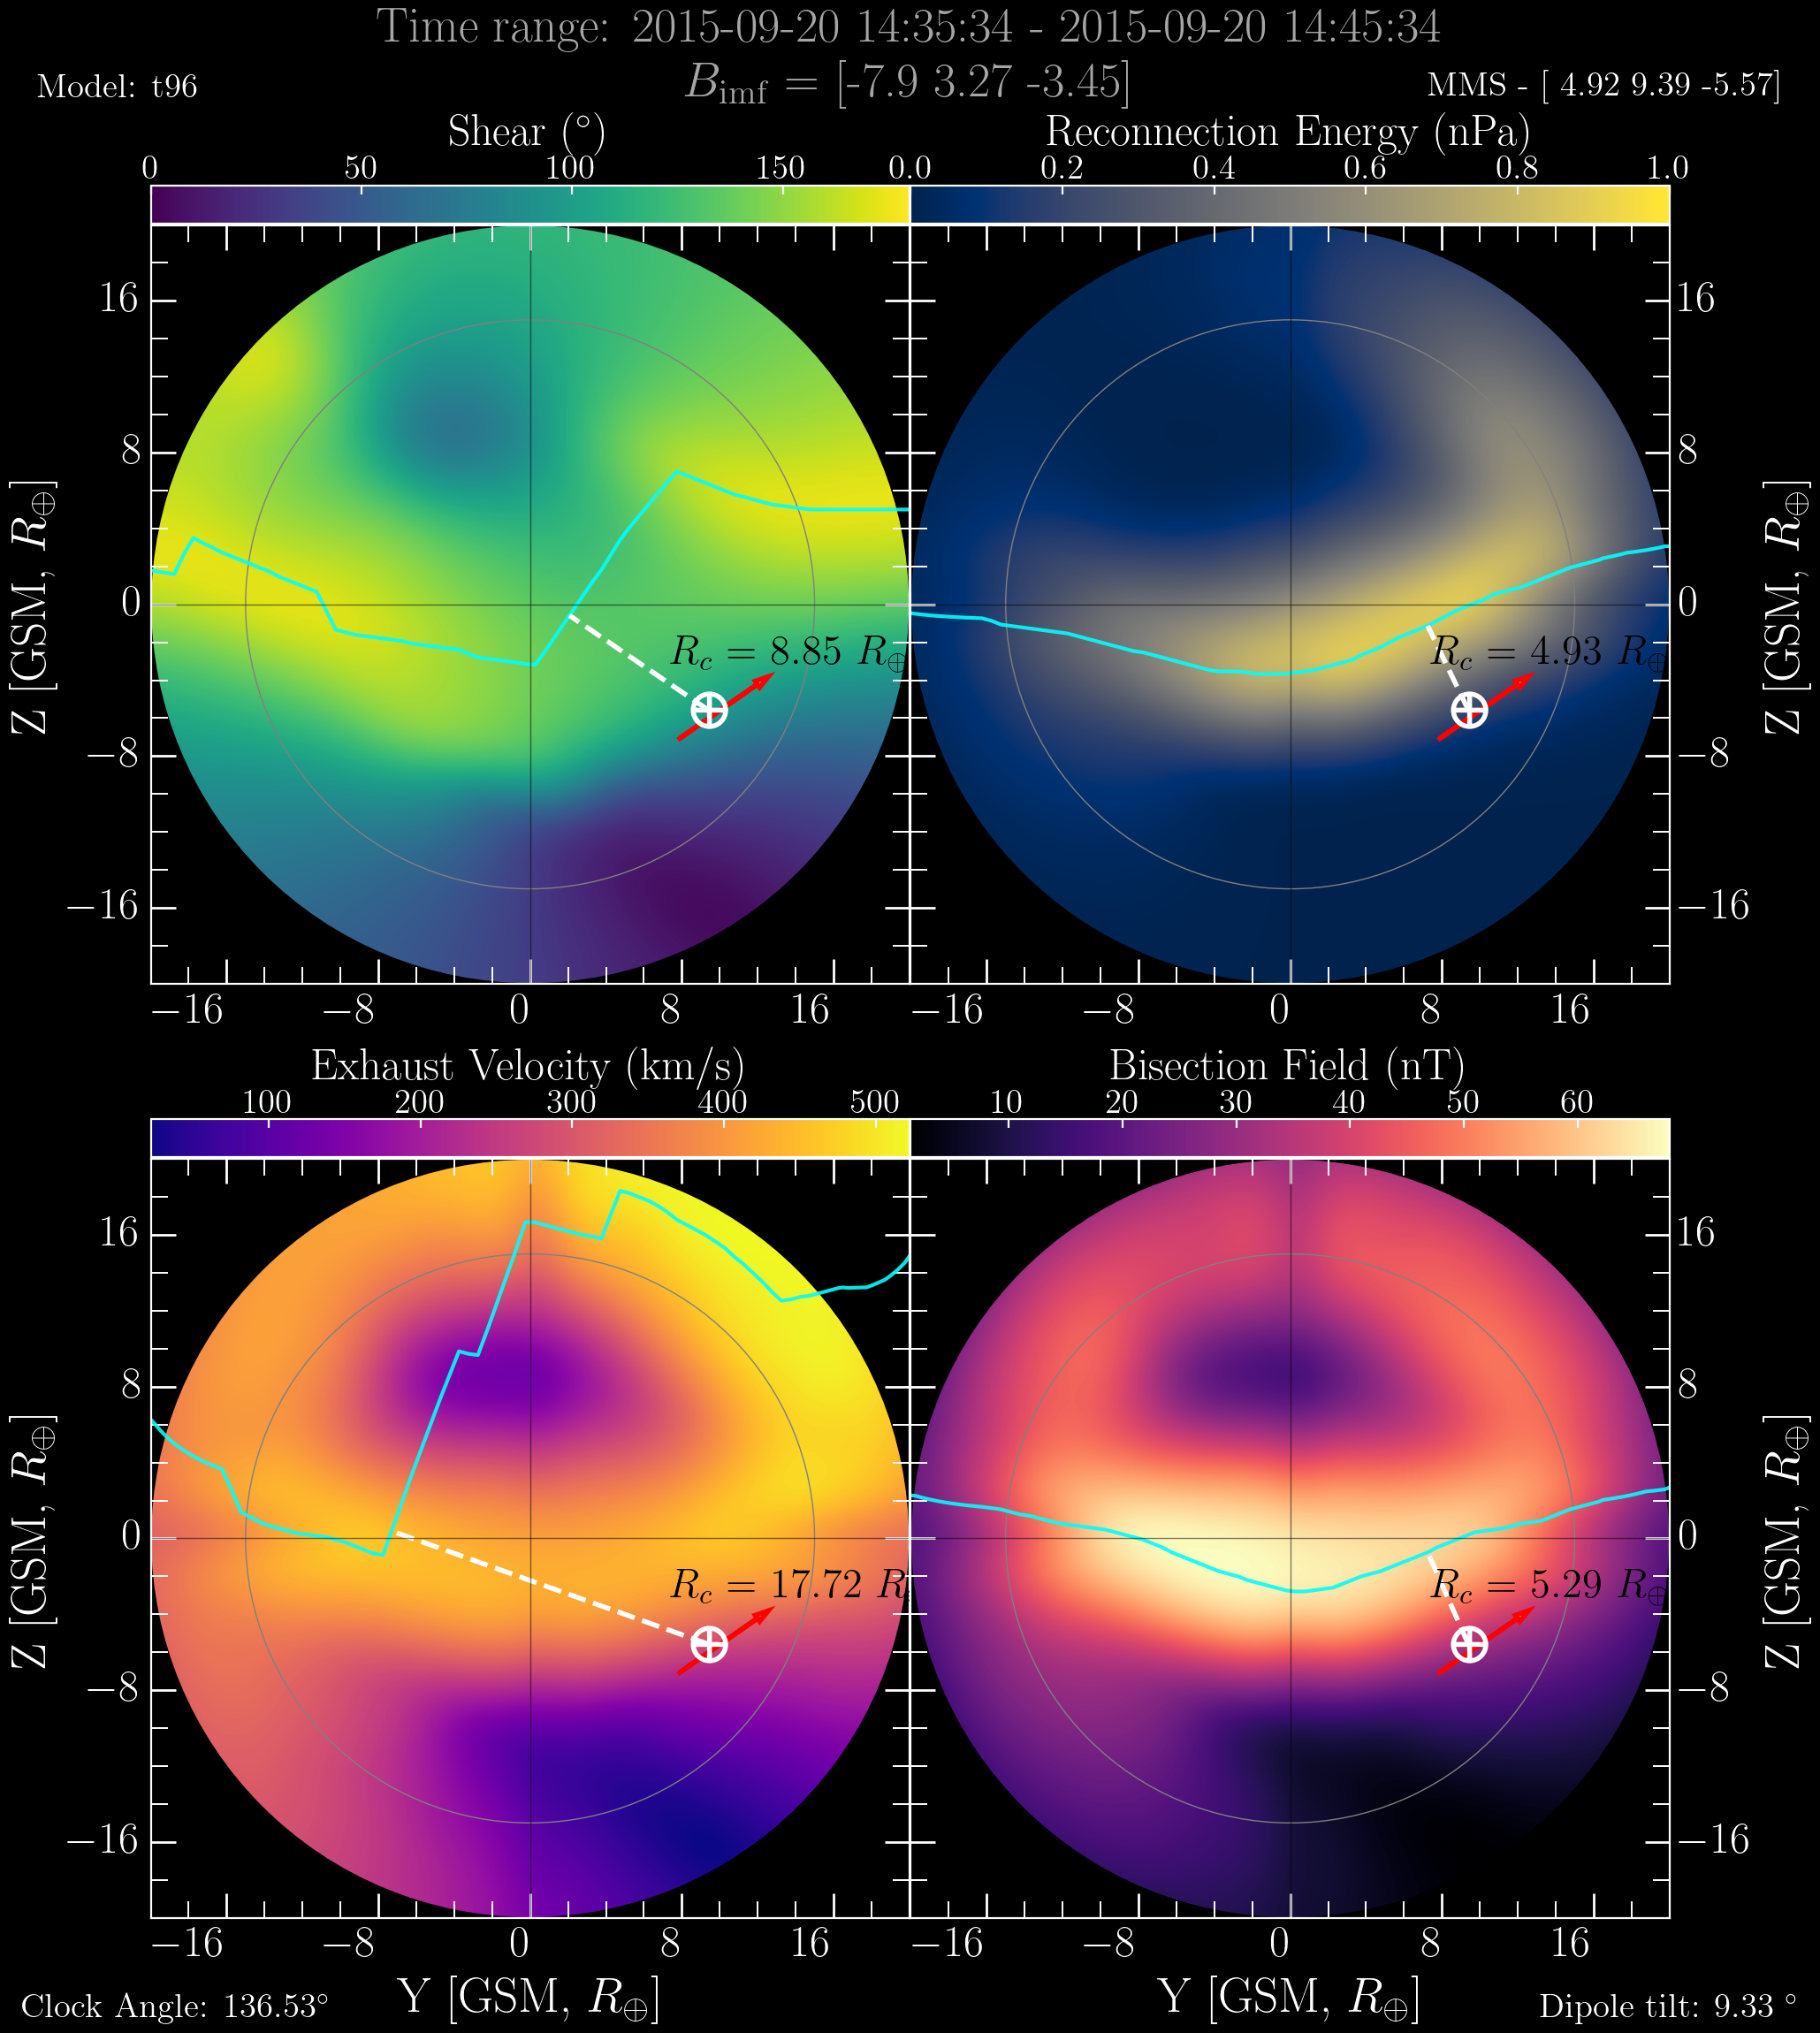 Time range: 2015-09-20 14:35:34 - 2015-09-20 14:45:34
Model: t96
B_imf = [-7.9 3.27 -3.45]
MMS - [ 4.92 9.39 -5.57]
Shear (°)
Reconnection Energy (nPa)
0 50 100 150
0.0 0.2 0.4 0.6 0.8 1.0
Z [GSM, R⊕]
16
8
0
−8
−16
R_c = 8.85 R⊕
−16 −8 0 8 16
R_c = 4.93 R⊕
16
8
0
−8
−16
Z [GSM, R⊕]
−16 −8 0 8 16
Exhaust Velocity (km/s)
Bisection Field (nT)
100 200 300 400 500
10 20 30 40 50 60
Z [GSM, R⊕]
16
8
0
−8
−16
R_c = 17.72 R
−16 −8 0 8 16
Y [GSM, R⊕]
R_c = 5.29 R⊕
16
8
0
−8
−16
Z [GSM, R⊕]
−16 −8 0 8 16
Y [GSM, R⊕]
Clock Angle: 136.53°
Dipole tilt: 9.33 °